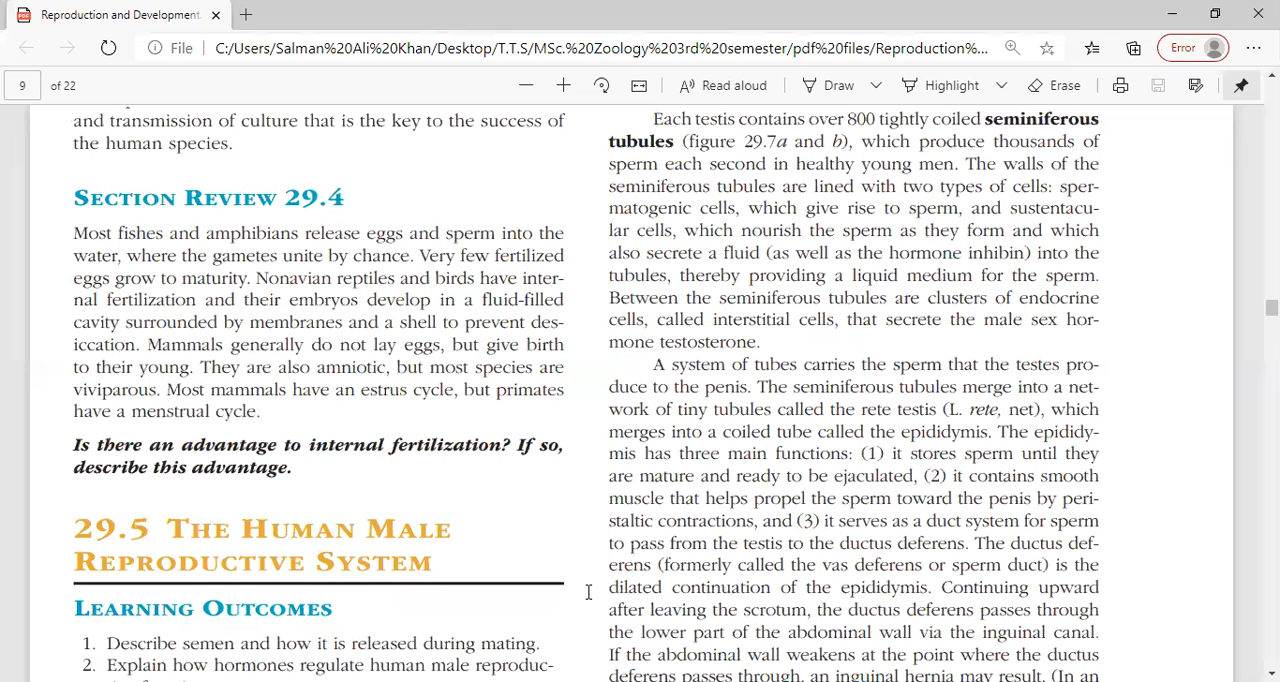 Reproduction and Development.
File
C:/Users/Salman%20Ali%20Khan/Desktop/T.T.S/MSc.%20Zoology%203rd%20semester/pdf%20files/Reproduction%...
Error
9 of 22
Read aloud
Draw
Highlight
Erase
and transmission of culture that is the key to the success of
the human species.
SECTION REVIEW 29.4
Most fishes and amphibians release eggs and sperm into the
water, where the gametes unite by chance. Very few fertilized
eggs grow to maturity. Nonavian reptiles and birds have inter-
nal fertilization and their embryos develop in a fluid-filled
cavity surrounded by membranes and a shell to prevent des-
iccation. Mammals generally do not lay eggs, but give birth
to their young. They are also amniotic, but most species are
viviparous. Most mammals have an estrus cycle, but primates
have a menstrual cycle.
Is there an advantage to internal fertilization? If so,
describe this advantage.
29.5 THE HUMAN MALE
REPRODUCTIVE SYSTEM
LEARNING OUTCOMES
1. Describe semen and how it is released during mating.
2. Explain how hormones regulate human male reproduc-
Each testis contains over 800 tightly coiled seminiferous
tubules (figure 29.7a and b), which produce thousands of
sperm each second in healthy young men. The walls of the
seminiferous tubules are lined with two types of cells: sper-
matogenic cells, which give rise to sperm, and sustentacu-
lar cells, which nourish the sperm as they form and which
also secrete a fluid (as well as the hormone inhibin) into the
tubules, thereby providing a liquid medium for the sperm.
Between the seminiferous tubules are clusters of endocrine
cells, called interstitial cells, that secrete the male sex hor-
mone testosterone.
A system of tubes carries the sperm that the testes pro-
duce to the penis. The seminiferous tubules merge into a net-
work of tiny tubules called the rete testis (L. rete, net), which
merges into a coiled tube called the epididymis. The epididy-
mis has three main functions: (1) it stores sperm until they
are mature and ready to be ejaculated, (2) it contains smooth
muscle that helps propel the sperm toward the penis by peri-
staltic contractions, and (3) it serves as a duct system for sperm
to pass from the testis to the ductus deferens. The ductus def-
erens (formerly called the vas deferens or sperm duct) is the
dilated continuation of the epididymis. Continuing upward
after leaving the scrotum, the ductus deferens passes through
the lower part of the abdominal wall via the inguinal canal.
If the abdominal wall weakens at the point where the ductus
deferens passes through, an inguinal hernia may result. (In an